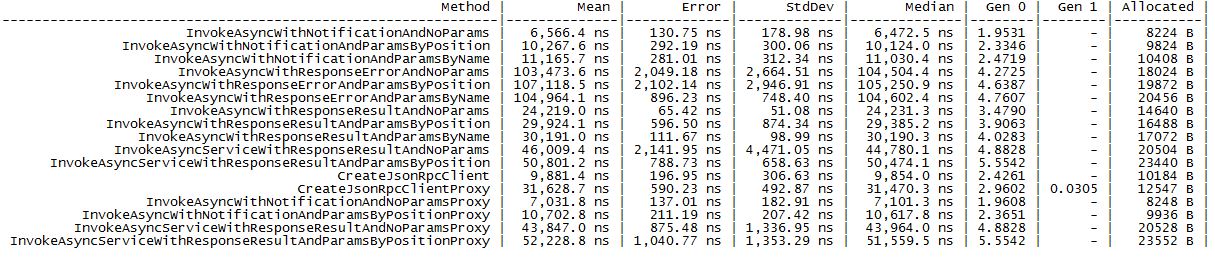 Method | Mean | Error | StdDev | Median | Gen 0 | Gen 1 | Allocated |
InvokeAsyncWithNotificationAndNoParams | 6,566.4 ns | 130.75 ns | 178.98 ns | 6,472.5 ns | 1.9531 | - | 8224 B |
InvokeAsyncWithNotificationAndParamsByPosition | 10,267.6 ns | 292.19 ns | 300.06 ns | 10,124.0 ns | 2.3346 | - | 9824 B |
InvokeAsyncWithNotificationAndParamsByName | 11,165.7 ns | 281.01 ns | 312.34 ns | 11,030.4 ns | 2.4719 | - | 10408 B |
InvokeAsyncWithResponseErrorAndNoParams | 103,473.6 ns | 2,049.18 ns | 2,664.51 ns | 104,504.4 ns | 4.2725 | - | 18024 B |
InvokeAsyncWithResponseErrorAndParamsByPosition | 107,118.5 ns | 2,102.14 ns | 2,946.91 ns | 105,250.9 ns | 4.6387 | - | 19872 B |
InvokeAsyncWithResponseErrorAndParamsByName | 104,964.1 ns | 896.23 ns | 748.40 ns | 104,602.4 ns | 4.7607 | - | 20456 B |
InvokeAsyncWithResponseResultAndNoParams | 24,219.0 ns | 65.42 ns | 51.08 ns | 24,231.3 ns | 3.4790 | - | 14640 B |
InvokeAsyncWithResponseResultAndParamsByPosition | 29,924.1 ns | 596.50 ns | 874.34 ns | 29,385.2 ns | 3.9063 | - | 16488 B |
InvokeAsyncWithResponseResultAndParamsByName | 30,191.0 ns | 111.67 ns | 98.99 ns | 30,190.3 ns | 4.0283 | - | 17072 B |
InvokeAsyncServiceWithResponseResultAndNoParams | 46,009.4 ns | 2,141.95 ns | 4,471.05 ns | 44,780.1 ns | 4.8828 | - | 20504 B |
InvokeAsyncServiceWithResponseResultAndParamsByPosition | 50,801.2 ns | 788.73 ns | 658.63 ns | 50,474.1 ns | 5.5542 | - | 23440 B |
CreateJsonRpcClient | 9,881.4 ns | 196.95 ns | 306.63 ns | 9,854.0 ns | 2.4261 | - | 10184 B |
CreateJsonRpcClientProxy | 31,628.7 ns | 590.23 ns | 492.87 ns | 31,470.3 ns | 2.9602 | 0.0305 | 12547 B |
InvokeAsyncWithNotificationAndNoParamsProxy | 7,031.8 ns | 137.01 ns | 182.91 ns | 7,101.3 ns | 1.9608 | - | 8248 B |
InvokeAsyncWithNotificationAndParamsByPositionProxy | 10,702.8 ns | 211.19 ns | 207.42 ns | 10,617.8 ns | 2.3651 | - | 9936 B |
InvokeAsyncServiceWithResponseResultAndNoParamsProxy | 43,847.0 ns | 875.48 ns | 1,336.95 ns | 43,964.0 ns | 4.8828 | - | 20528 B |
InvokeAsyncServiceWithResponseResultAndParamsByPositionProxy | 52,228.8 ns | 1,040.77 ns | 1,353.29 ns | 51,559.5 ns | 5.5542 | - | 23552 B |